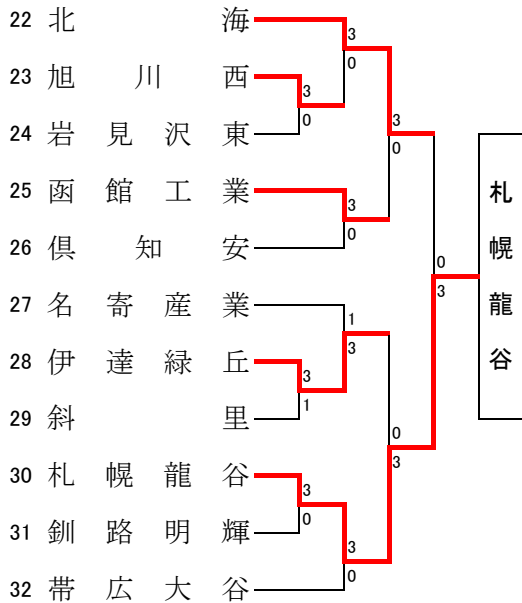 22 北海
3
0
23 旭川西
3
0
24 岩見沢東
3
0
25 函館工業
3
0
26 倶知安
0
3
札幌龍谷
27 名寄産業
1
3
28 伊達緑丘
3
1
29 斜里
0
3
30 札幌龍谷
3
0
31 釧路明輝
3
0
32 帯広大谷